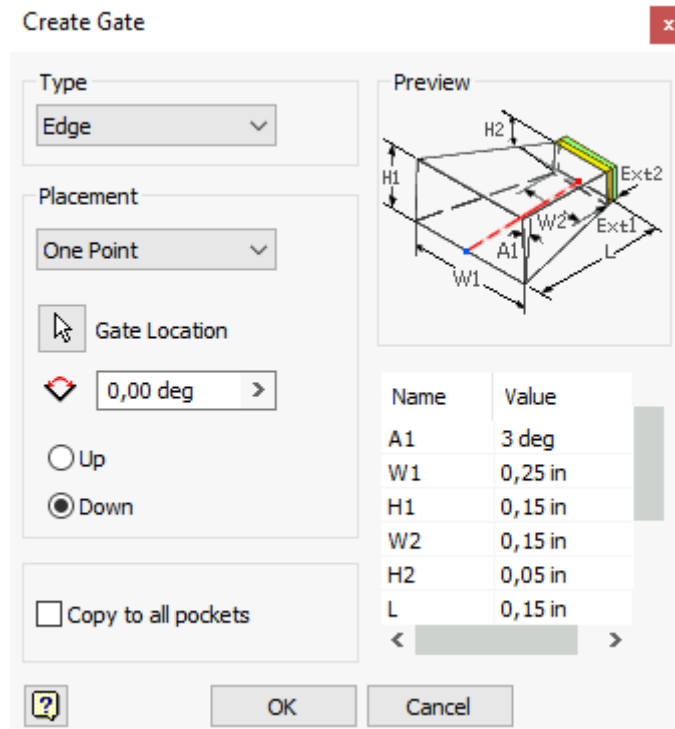 Create Gate
x
Type
Edge
Placement
One Point
Gate Location
0,00 deg >
Up
Down
Copy to all pockets
Preview
H2
H1
Ext2
W2
Ext1
A1
L
W1
Name Value
A1 3 deg
W1 0,25 in
H1 0,15 in
W2 0,15 in
H2 0,05 in
L 0,15 in
< >
?
OK
Cancel